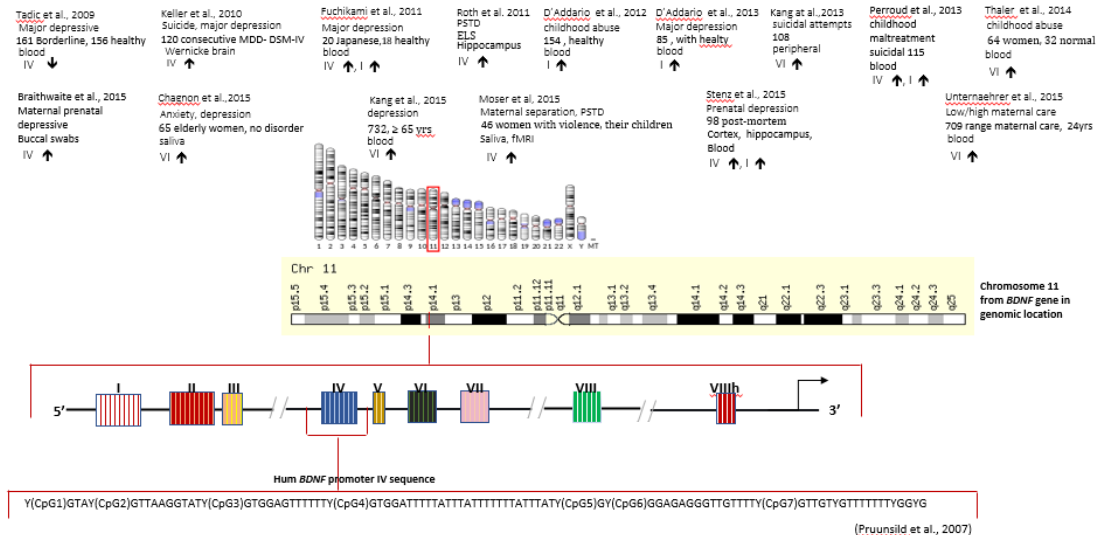 Tadic et al., 2009
Major depressive
161 Borderline, 156 healthy
blood
IV ↓
Keller et al., 2010
Suicide, major depression
120 consecutive MDD- DSM-IV
Wernicke brain
IV ↑
Fuchikami et al., 2011
Major depression
20 Japanese,18 healthy
blood
IV ↑, I ↑
Roth et al. 2011
PSTD
ELS
Hippocampus
IV ↑
D'Addario et al., 2012
childhood abuse
154 , healthy
blood
I ↑
D'Addario et al., 2013
Major depression
85 , with healty
blood
I ↑
Kang at al.,2013
suicidal attempts
108
peripheral
VI ↑
Perroud et al., 2013
childhood
maltreatment
suicidal 115
blood
IV ↑, I ↑
Thaler et al., 2014
childhood abuse
64 women, 32 normal
blood
VI ↑
Braithwaite et al., 2015
Maternal prenatal
depressive
Buccal swabs
IV ↑
Chagnon et al.,2015
Anxiety, depression
65 elderly women, no disorder
saliva
VI ↑
Kang et al., 2015
depression
732, ≥ 65 yrs
blood
VI ↑
Moser et al, 2015
Maternal separation, PSTD
46 women with violence, their children
Saliva, fMRI
IV ↑
Stenz et al., 2015
Prenatal depression
98 post-mortem
Cortex, hippocampus,
Blood
IV ↑, I ↑
Unternaehrer et al., 2015
Low/high maternal care
709 range maternal care, 24yrs
blood
VI ↑
1 2 3 4 5 6 7 8 9 10 11 12 13 14 15 16 17 18 19 20 21 22 X Y MT
Chr 11
p15.5 p15.4 p15.3 p15.2 p15.1 p14.3 p14.1 p13 p12 p11.2 p11.12 p11.11 q11 q12.1 q13.1 q13.2 q13.4 q14.1 q14.2 q14.3 q21 q22.1 q22.3 q23.1 q23.3 q24.1 q24.2 q24.3 q25
Chromosome 11
from BDNF gene in
genomic location
I II III IV V VI VII VIII VIIIh
5' 3'
Hum BDNF promoter IV sequence
Y(CpG1)GTAY(CpG2)GTTAAGGTATY(CpG3)GTGGAGTTTTTTY(CpG4)GTGGATTTTTATTTATTTTTTTATTTATY(CpG5)GY(CpG6)GGAGAGGGTTGTTTTY(CpG7)GTTGTYGTTTTTTTYGGYG
(Pruunsild et al., 2007)